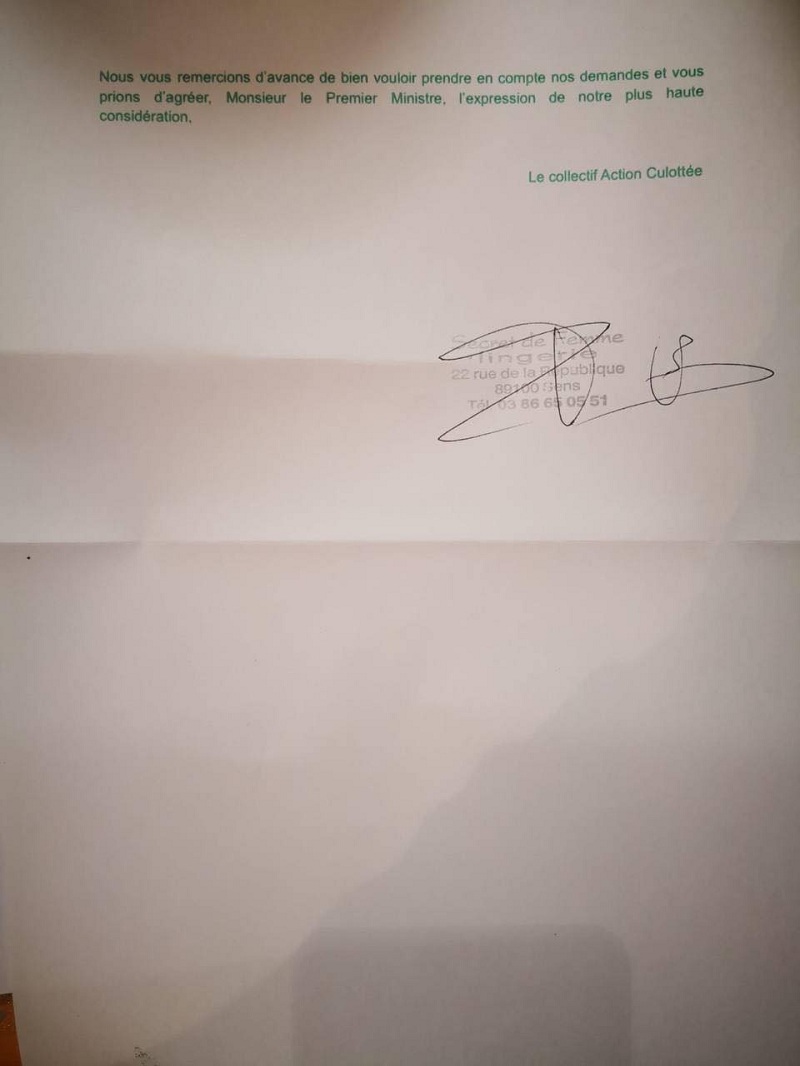 Nous vous remercions d'avance de bien vouloir prendre en compte nos demandes et vous
prions d'agréer, Monsieur le Premier Ministre, l'expression de notre plus haute
considération.
Le collectif Action Culottée
Secret de Femme
lingerie
22 rue de la République
89100 Sens
Tél 03 86 65 05 51